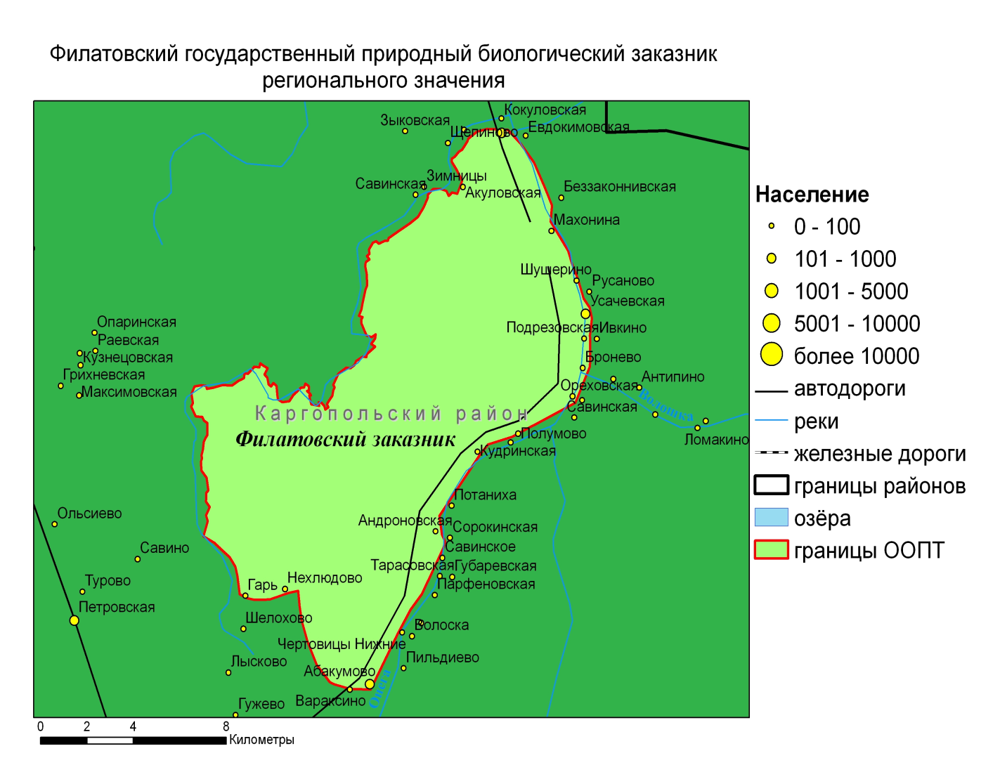 Филатовский государственный природный биологический заказник
регионального значения
Кокуловская
Зыковская
Щепиново
Евдокимовская
Зимницы
Савинская
Акуловская
Беззаконнивская
Махонина
Шушерино
Русаново
Усачевская
Подрезовская
Ивкино
Бронево
Антипино
Ореховская
Савинская
Волошка
Ломакино
Опаринская
Раевская
Кузнецовская
Грихневская
Максимовская
Каргопольский район
Филатовский заказник
Полумово
Кудринская
Потаниха
Андроновская
Сорокинская
Савинское
Тарасовская
Губаревская
Парфеновская
Ольсиево
Савино
Турово
Петровская
Гарь
Нехлюдово
Шелохово
Волоска
Чертовицы Нижние
Лысково
Пильдиево
Абакумово
Вараксино
Онега
Гужево
0 2 4 8
Километры
Население
0 - 100
101 - 1000
1001 - 5000
5001 - 10000
более 10000
автодороги
реки
железные дороги
границы районов
озёра
границы ООПТ